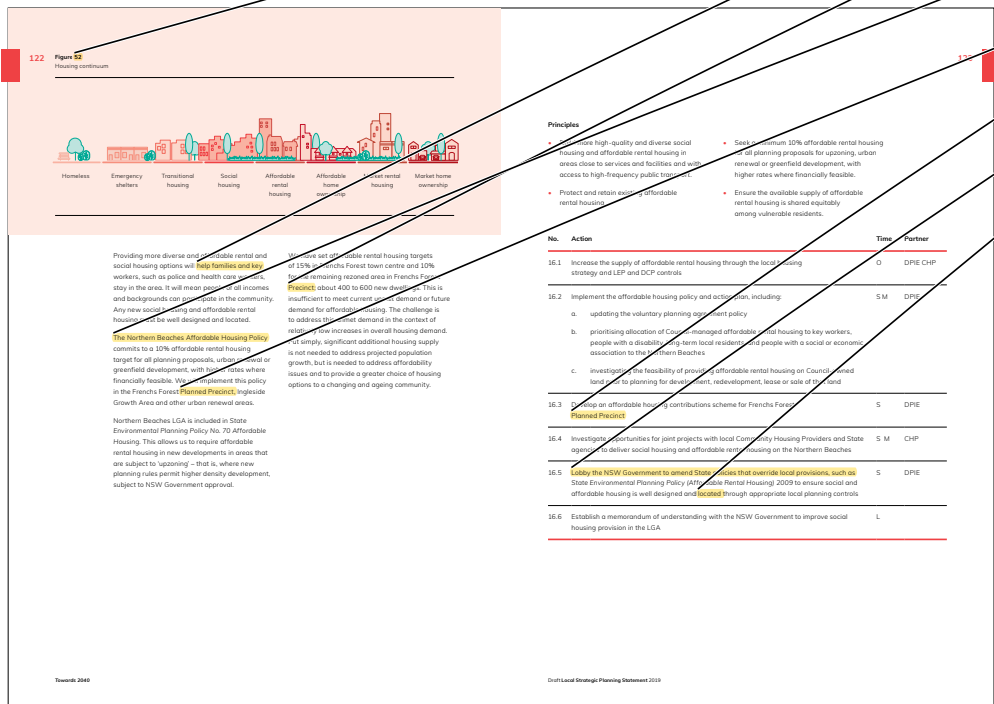 122
Figure 52
Housing continuum
Homeless
Emergency
shelters
Transitional
housing
Social
housing
Affordable
rental
housing
Affordable
home
ownership
Market rental
housing
Market home
ownership
Providing more diverse and affordable rental and
social housing options will help families and key
workers, such as police and health care workers,
stay in the area. It will mean people of all incomes
and backgrounds can participate in the community.
Any new social housing and affordable rental
housing must be well designed and located.
The Northern Beaches Affordable Housing Policy
commits to a 10% affordable rental housing
target for all planning proposals, urban renewal or
greenfield development, with higher rates where
financially feasible. We will implement this policy
in the Frenchs Forest Planned Precinct, Ingleside
Growth Area and other urban renewal areas.
Northern Beaches LGA is included in State
Environmental Planning Policy No. 70 Affordable
Housing. This allows us to require affordable
rental housing in new developments in areas that
are subject to 'upzoning' – that is, where new
planning rules permit higher density development,
subject to NSW Government approval.
We have set affordable rental housing targets
of 15% in Frenchs Forest town centre and 10%
for the remaining rezoned area in Frenchs Forest
Precinct; about 400 to 600 new dwellings. This is
insufficient to meet current unmet demand or future
demand for affordable housing. The challenge is
to address this unmet demand in the context of
relatively low increases in overall housing demand.
Put simply, significant additional housing supply
is not needed to address projected population
growth, but is needed to address affordability
issues and to provide a greater choice of housing
options to a changing and ageing community.
Towards 2040
Principles
more high-quality and diverse social
housing and affordable rental housing in
areas close to services and facilities and with
access to high-frequency public transport.
• Protect and retain existing affordable
rental housing.
• Seek a minimum 10% affordable rental housing
for all planning proposals for upzoning, urban
renewal or greenfield development, with
higher rates where financially feasible.
• Ensure the available supply of affordable
rental housing is shared equitably
among vulnerable residents.
No. Action Time Partner
16.1 Increase the supply of affordable rental housing through the local housing O DPIE CHP
strategy and LEP and DCP controls
16.2 Implement the affordable housing policy and action plan, including: S M DPIE
a. updating the voluntary planning agreement policy
b. prioritising allocation of Council-managed affordable rental housing to key workers,
people with a disability, long-term local residents, and people with a social or economic
association to the Northern Beaches
c. investigating the feasibility of providing affordable rental housing on Council-owned
land prior to planning for development, redevelopment, lease or sale of that land
16.3 Develop an affordable housing contributions scheme for Frenchs Forest S DPIE
Planned Precinct
16.4 Investigate opportunities for joint projects with local Community Housing Providers and State S M CHP
agencies to deliver social housing and affordable rental housing on the Northern Beaches
16.5 Lobby the NSW Government to amend State policies that override local provisions, such as S DPIE
State Environmental Planning Policy (Affordable Rental Housing) 2009 to ensure social and
affordable housing is well designed and located through appropriate local planning controls
16.6 Establish a memorandum of understanding with the NSW Government to improve social L
housing provision in the LGA
Draft Local Strategic Planning Statement 2019